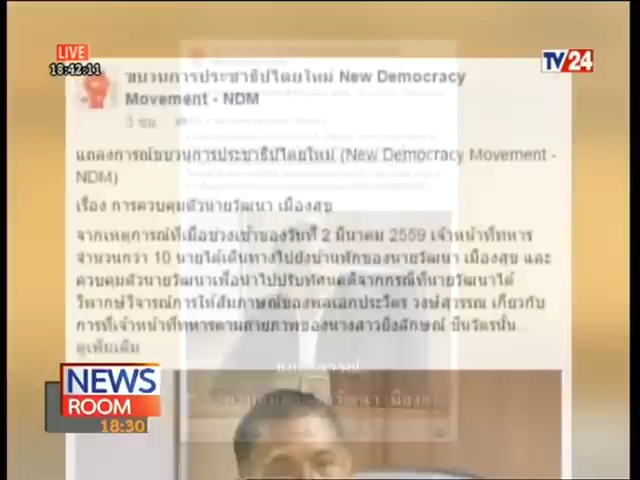 LIVE
18:42:11
TV24
ขบวนการประชาธิปไตยใหม่ New Democracy
Movement - NDM
3 ชม.
แถลงการณ์ขบวนการประชาธิปไตยใหม่ (New Democracy Movement -
NDM)
เรื่อง การควบคุมตัวนายวัฒนา เมืองสุข
จากเหตุการณ์ที่เมื่อช่วงเช้าของวันที่ 2 มีนาคม 2559 เจ้าหน้าที่ทหาร
จำนวนกว่า 10 นายได้เดินทางไปยังบ้านพักของนายวัฒนา เมืองสุข และ
ควบคุมตัวนายวัฒนาเพื่อนำไปปรับทัศนคติจากกรณีที่นายวัฒนาได้
วิพากษ์วิจารณ์การให้สัมภาษณ์ของพลเอกประวิตร วงษ์สุวรรณ เกี่ยวกับ
การที่เจ้าหน้าที่ทหารตามถ่ายภาพของนางสาวยิ่งลักษณ์ ชินวัตรนั้น...
ดูเพิ่มเติม
NEWS
ROOM
18:30